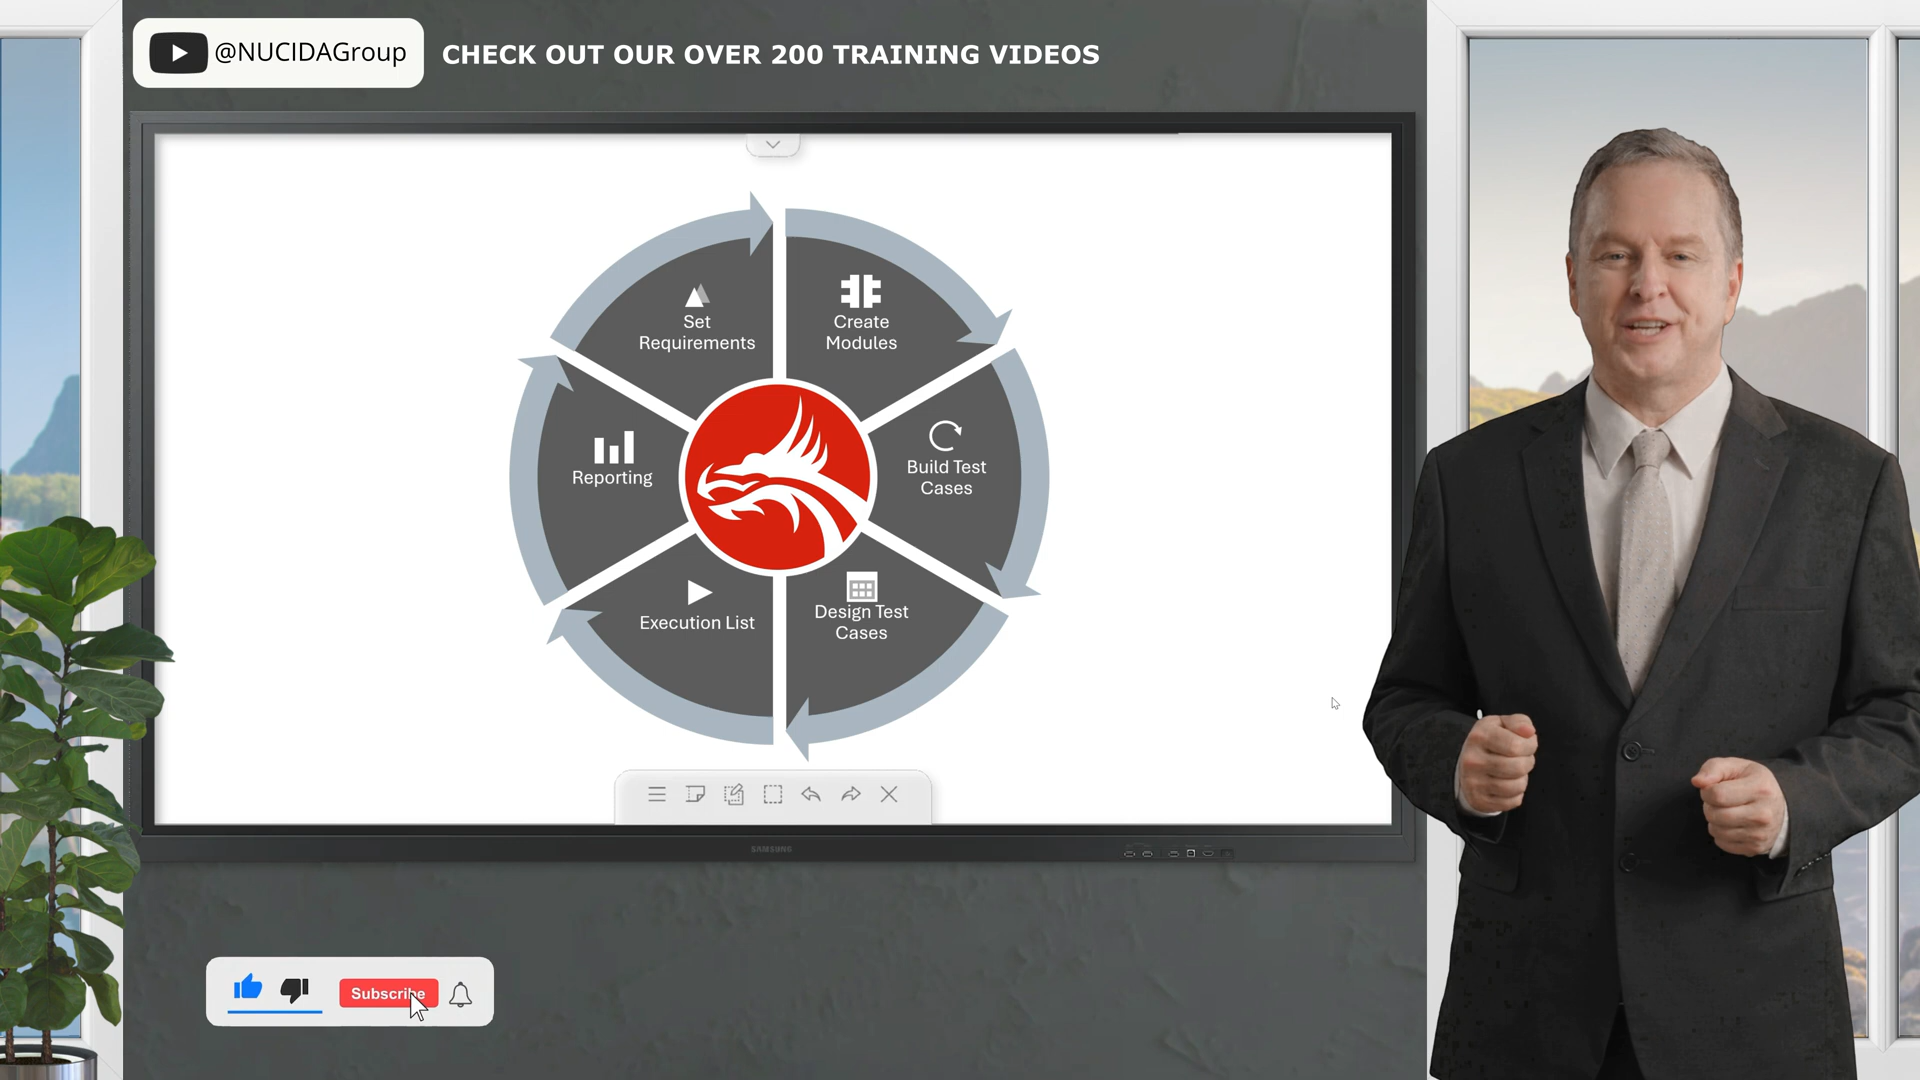 @NUCIDAGroup
CHECK OUT OUR OVER 200 TRAINING VIDEOS
Set
Requirements
Create
Modules
Reporting
Build Test
Cases
Execution List
Design Test
Cases
SAMSUNG
Subscribe